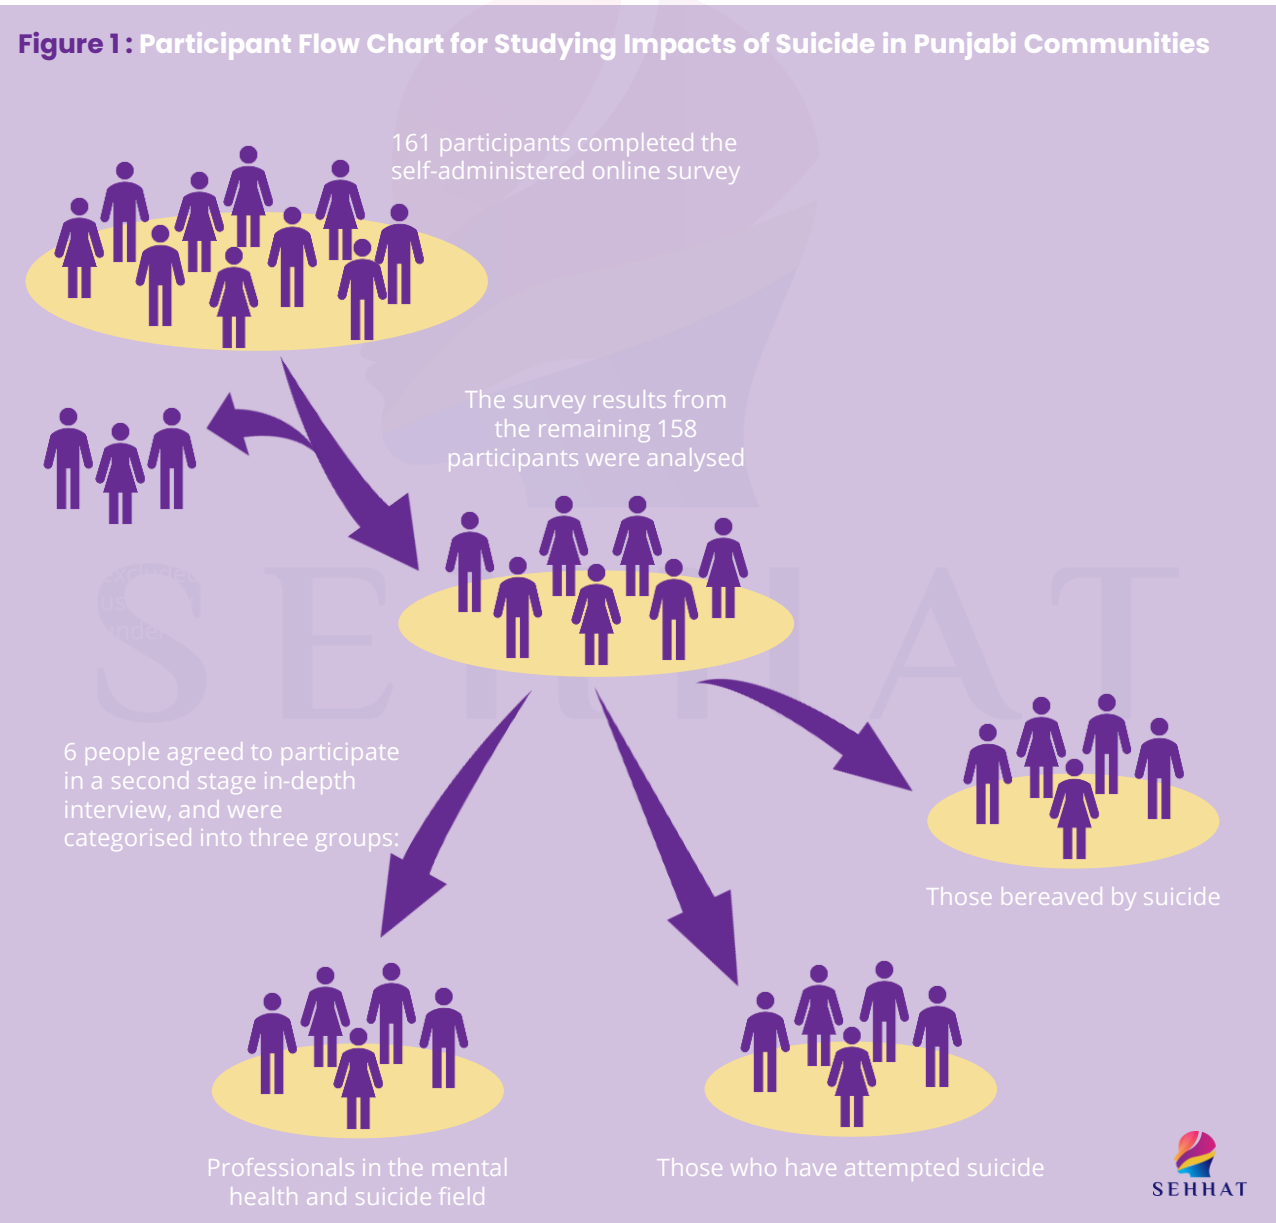 Figure 1 : Participant Flow Chart for Studying Impacts of Suicide in Punjabi Communities
161 participants completed the
self-administered online survey
The survey results from
the remaining 158
participants were analysed
excluded
6 people agreed to participate
in a second stage in-depth
interview, and were
categorised into three groups:
Those bereaved by suicide
Professionals in the mental
health and suicide field
Those who have attempted suicide
SEHHAT
SEHHAT